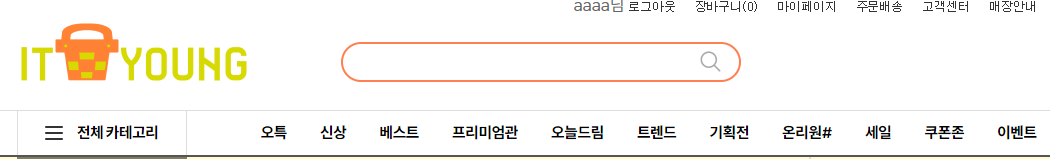 aaaa님 로그아웃 장바구니(0) 마이페이지 주문배송 고객센터 매장안내
IT YOUNG
전체 카테고리 오특 신상 베스트 프리미엄관 오늘드림 트렌드 기획전 온리원# 세일 쿠폰존 이벤트